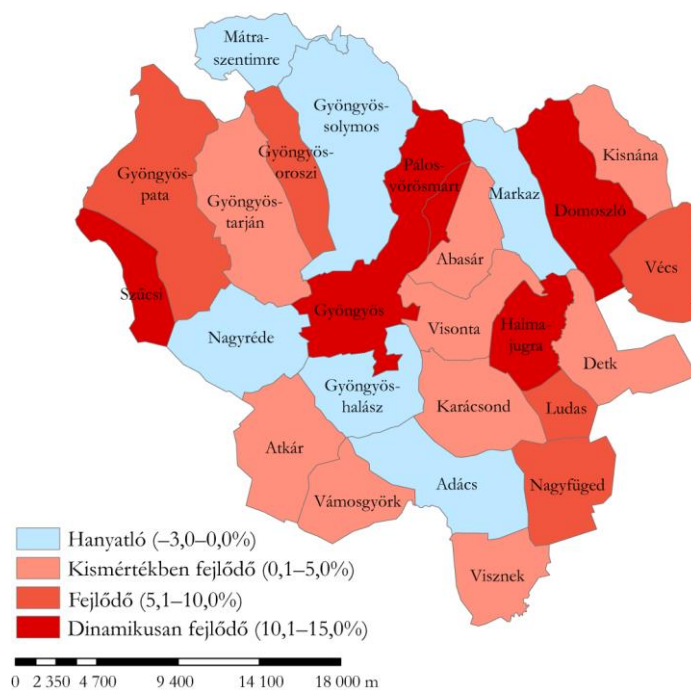 Mátra-
szentimre
Gyöngyös-
solymos
Gyöngyös-
oroszi
Gyöngyös-
pata
Gyöngyös-
tarján
Pálos-
vörösmart
Markaz
Kisnána
Domoszló
Abasár
Vécs
Szűcsi
Gyöngyös
Nagyréde
Visonta
Halmaj-
ugra
Detk
Gyöngyös-
halász
Karácsond
Ludas
Atkár
Vámosgyörk
Adács
Nagyfüged
Visznek
Hanyatló (–3,0–0,0%)
Kismértékben fejlődő (0,1–5,0%)
Fejlődő (5,1–10,0%)
Dinamikusan fejlődő (10,1–15,0%)
0 2 350 4 700 9 400 14 100 18 000 m